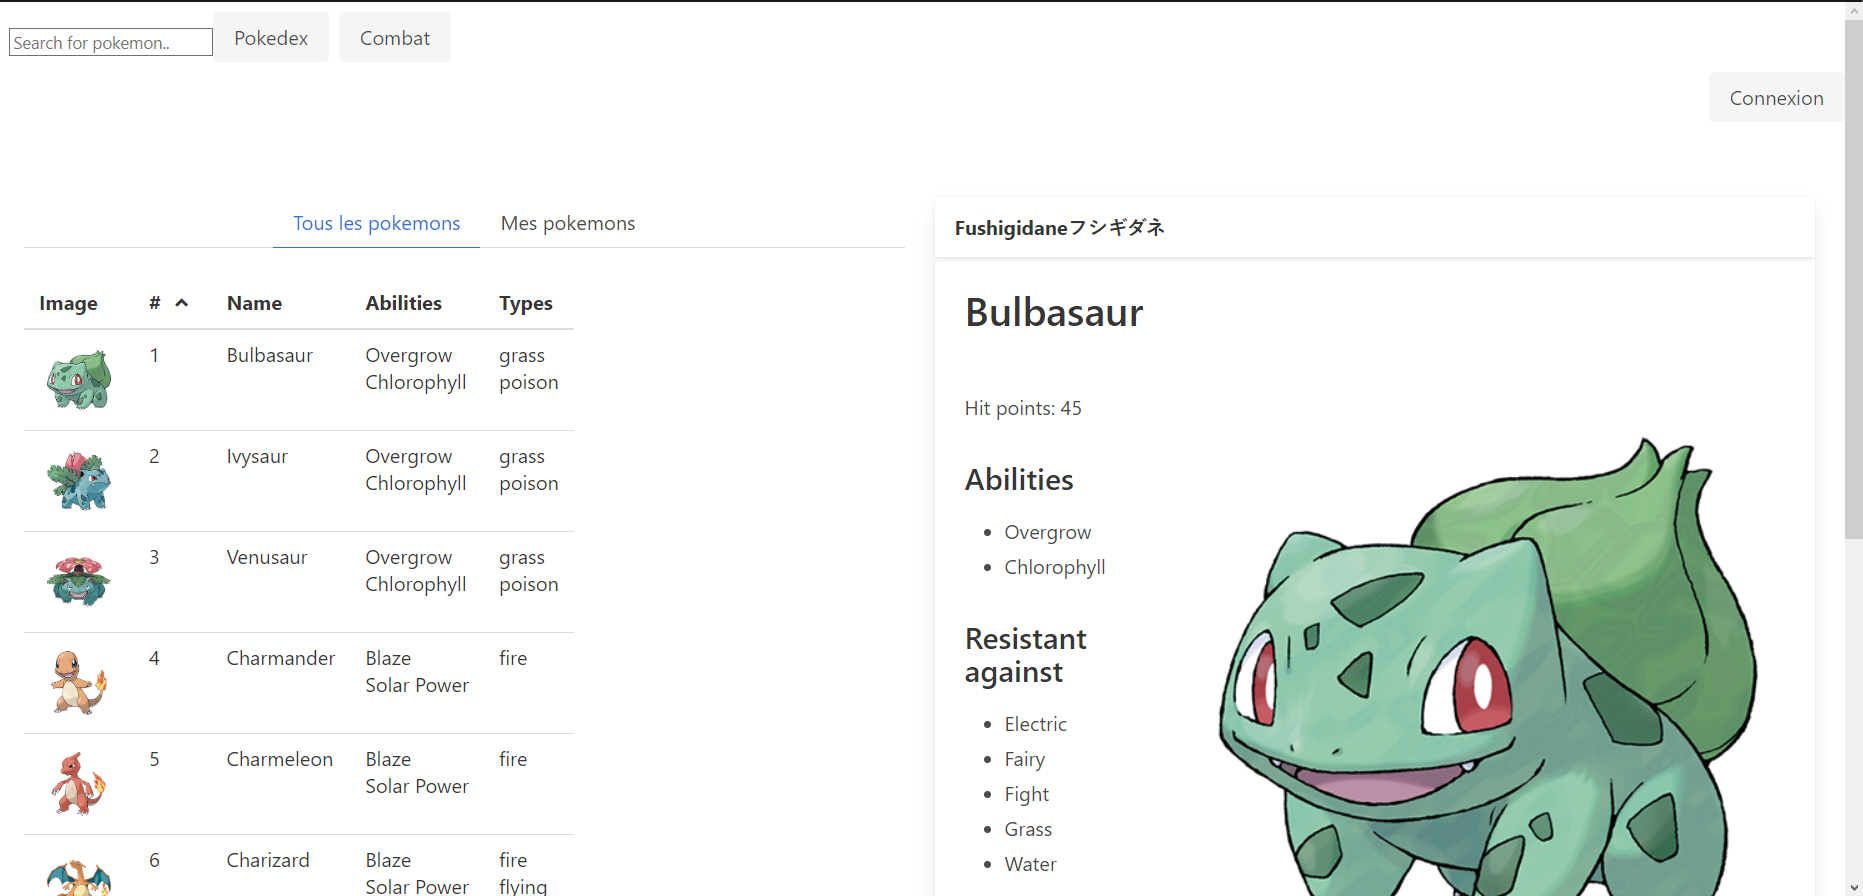 Search for pokemon..
Pokedex
Combat
Connexion
Tous les pokemons
Mes pokemons
Image # Name Abilities Types
1 Bulbasaur Overgrow grass
Chlorophyll poison
2 Ivysaur Overgrow grass
Chlorophyll poison
3 Venusaur Overgrow grass
Chlorophyll poison
4 Charmander Blaze fire
Solar Power
5 Charmeleon Blaze fire
Solar Power
6 Charizard Blaze fire
Solar Power flying
Fushigidaneフシギダネ
Bulbasaur
Hit points: 45
Abilities
Overgrow
Chlorophyll
Resistant
against
Electric
Fairy
Fight
Grass
Water